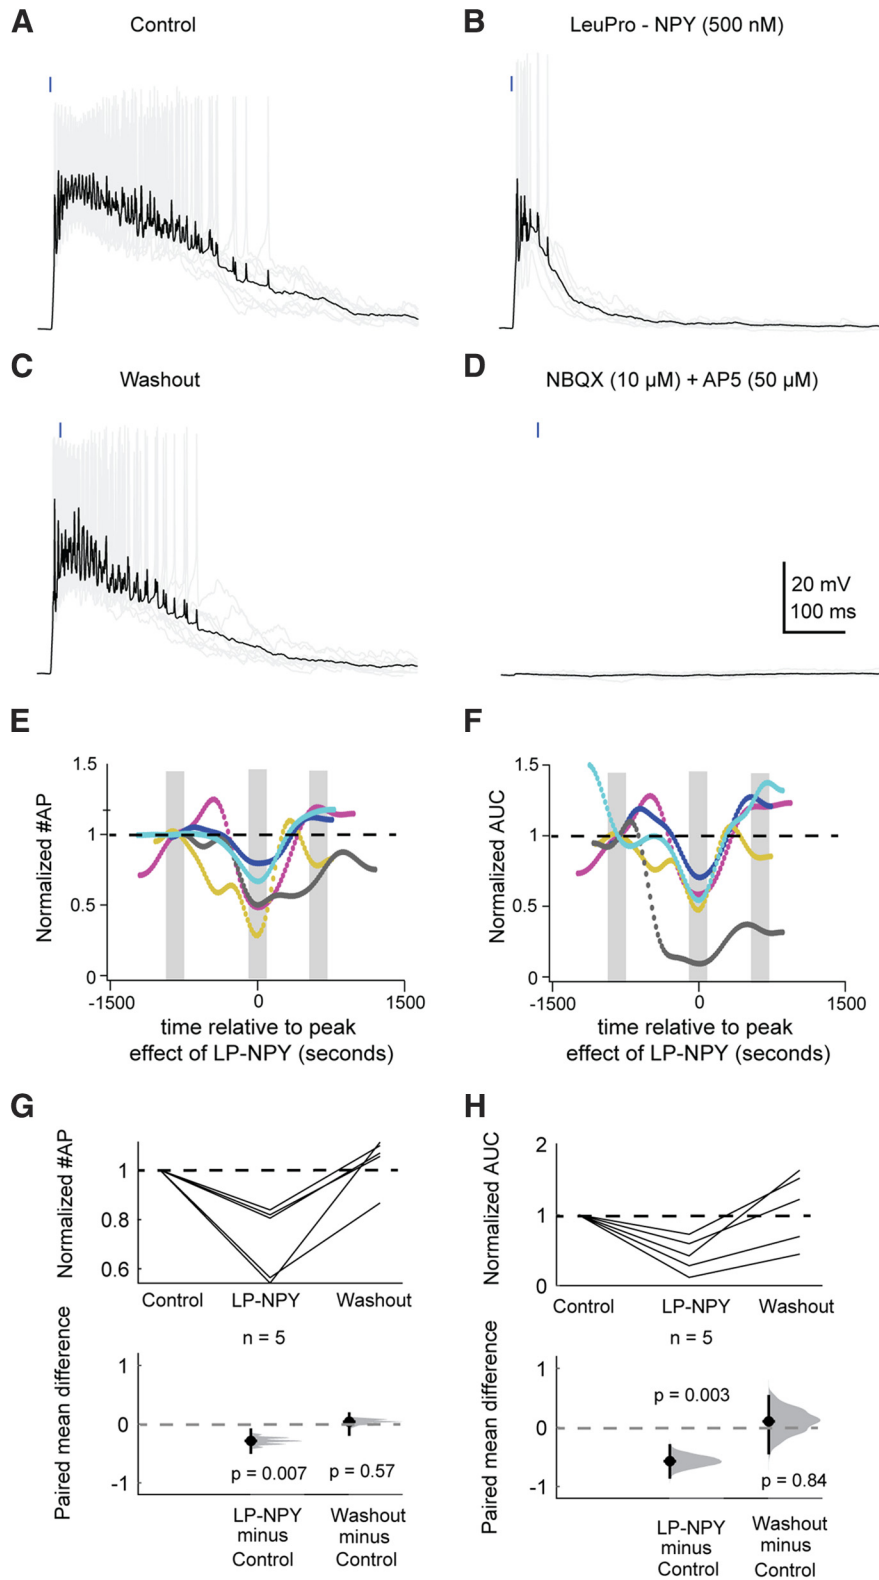 A
Control
B
LeuPro - NPY (500 nM)
C
Washout
D
NBQX (10 µM) + AP5 (50 µM)
20 mV
100 ms
E
Normalized #AP
1.5
1
0.5
0
-1500
0
1500
time relative to peak
effect of LP-NPY (seconds)
F
Normalized AUC
1.5
1
0.5
0
-1500
0
1500
time relative to peak
effect of LP-NPY (seconds)
G
Normalized #AP
1
0.8
0.6
Control
LP-NPY
Washout
n = 5
Paired mean difference
1
0
-1
p = 0.007
p = 0.57
LP-NPY
minus
Control
Washout
minus
Control
H
Normalized AUC
2
1
0
Control
LP-NPY
Washout
n = 5
Paired mean difference
1
0
-1
p = 0.003
p = 0.84
LP-NPY
minus
Control
Washout
minus
Control